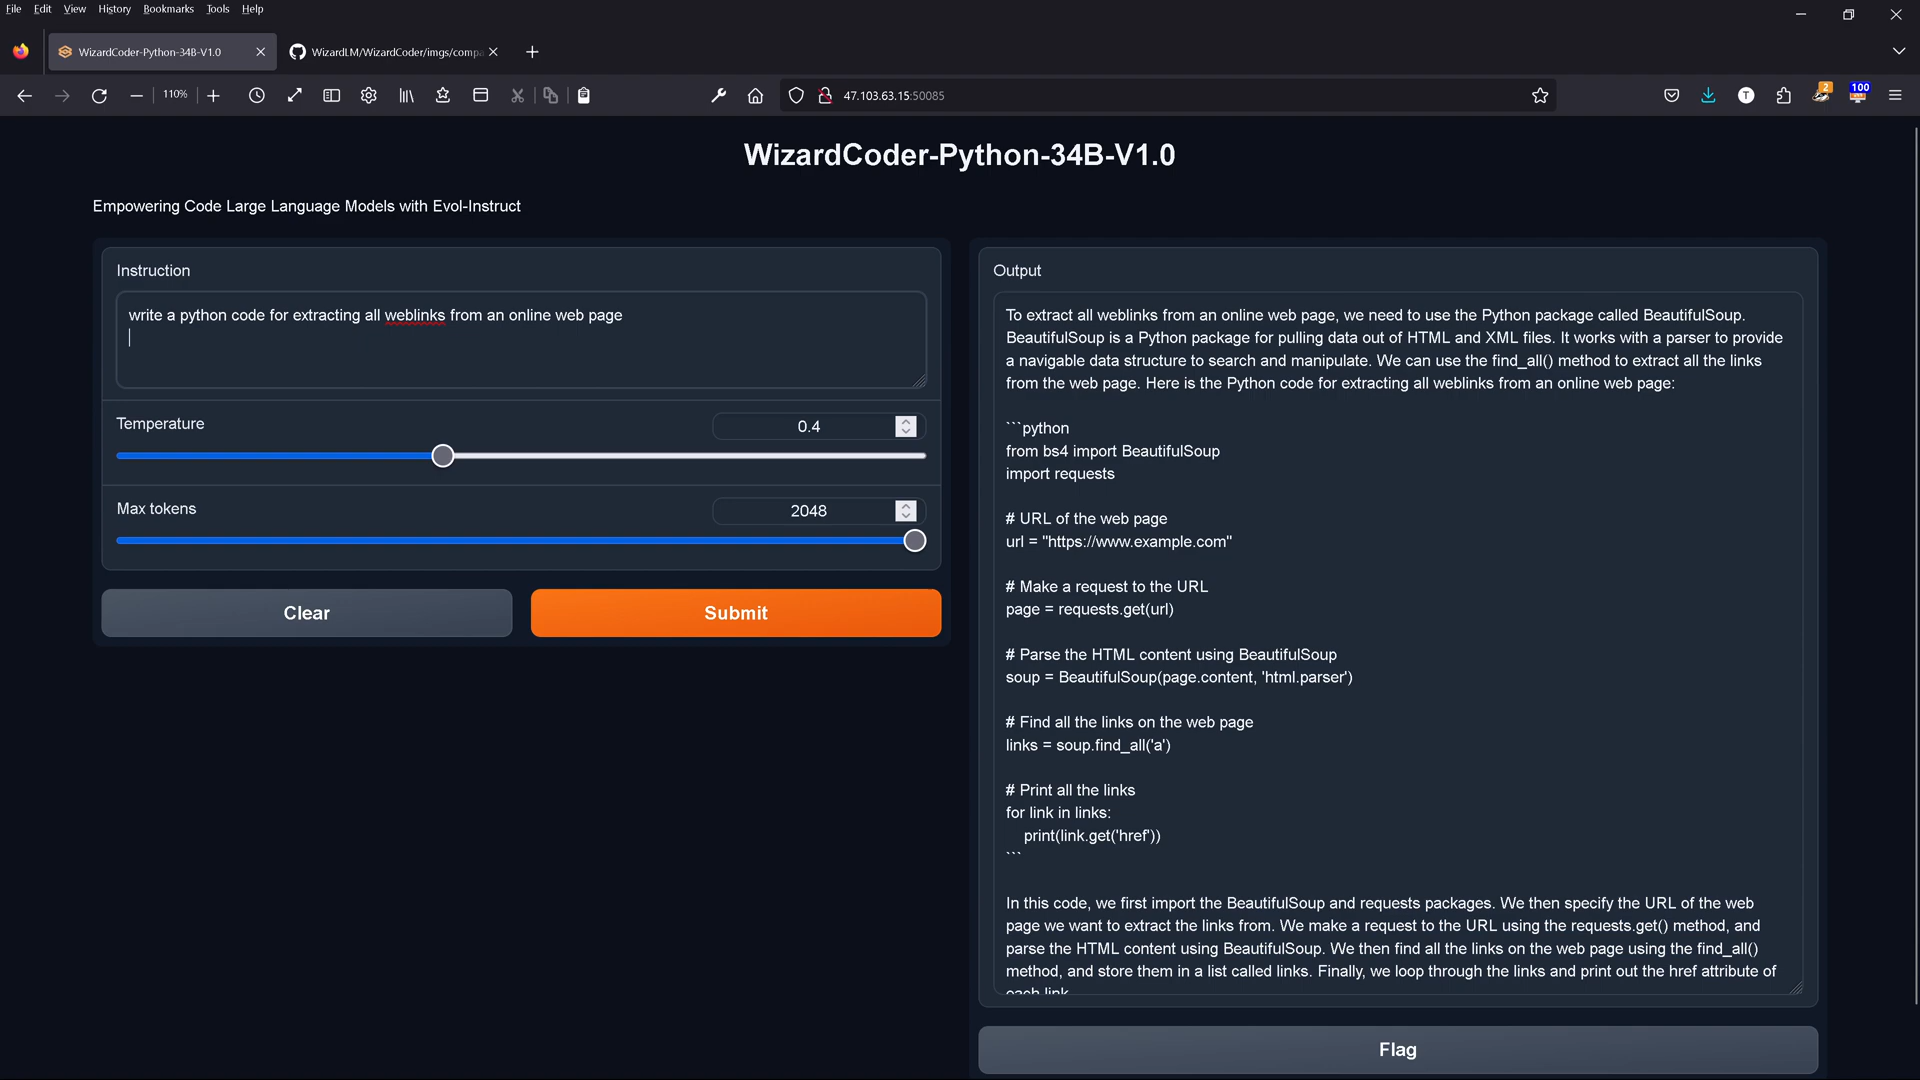 File Edit View History Bookmarks Tools Help
WizardCoder-Python-34B-V1.0
WizardLM/WizardCoder/imgs/compa
110%
47.103.63.15:50085
2
100
WizardCoder-Python-34B-V1.0
Empowering Code Large Language Models with Evol-Instruct
Instruction
write a python code for extracting all weblinks from an online web page
Temperature
0.4
Max tokens
2048
Clear
Submit
Output
To extract all weblinks from an online web page, we need to use the Python package called BeautifulSoup.
BeautifulSoup is a Python package for pulling data out of HTML and XML files. It works with a parser to provide
a navigable data structure to search and manipulate. We can use the find_all() method to extract all the links
from the web page. Here is the Python code for extracting all weblinks from an online web page:
```python
from bs4 import BeautifulSoup
import requests
# URL of the web page
url = "https://www.example.com"
# Make a request to the URL
page = requests.get(url)
# Parse the HTML content using BeautifulSoup
soup = BeautifulSoup(page.content, 'html.parser')
# Find all the links on the web page
links = soup.find_all('a')
# Print all the links
for link in links:
    print(link.get('href'))
```
In this code, we first import the BeautifulSoup and requests packages. We then specify the URL of the web
page we want to extract the links from. We make a request to the URL using the requests.get() method, and
parse the HTML content using BeautifulSoup. We then find all the links on the web page using the find_all()
method, and store them in a list called links. Finally, we loop through the links and print out the href attribute of
each link
Flag